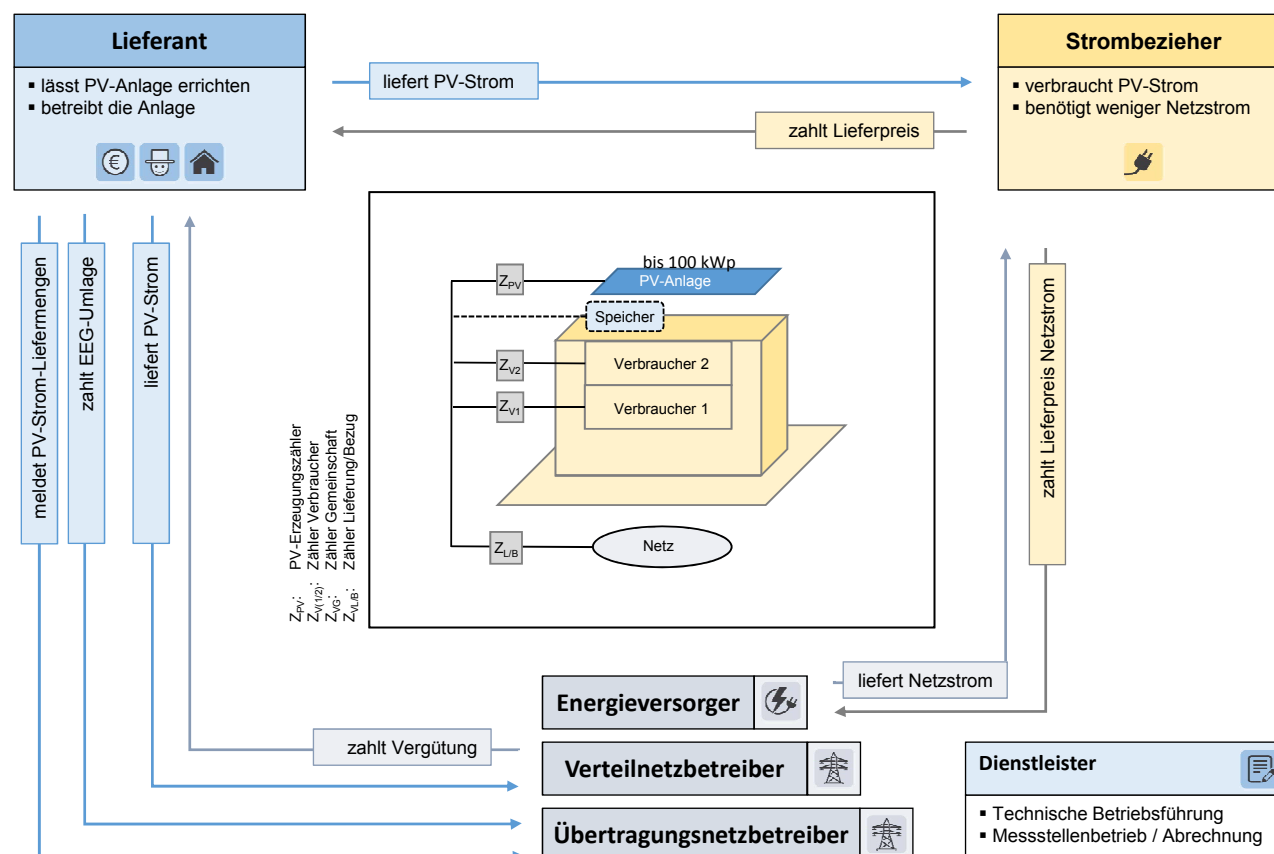 Lieferant
▪ lässt PV-Anlage errichten
▪ betreibt die Anlage
liefert PV-Strom
zahlt Lieferpreis
Strombezieher
▪ verbraucht PV-Strom
▪ benötigt weniger Netzstrom
meldet PV-Strom-Liefermengen
zahlt EEG-Umlage
liefert PV-Strom
bis 100 kWp
PV-Anlage
Z_PV
Speicher
Z_V2
Verbraucher 2
Z_V1
Verbraucher 1
Z_L/B
Netz
Z_PV: PV-Erzeugungszähler
Z_V(1/2): Zähler Verbraucher
Z_VG: Zähler Gemeinschaft
Z_VL/B: Zähler Lieferung/Bezug
zahlt Lieferpreis Netzstrom
liefert Netzstrom
Energieversorger
zahlt Vergütung
Verteilnetzbetreiber
Übertragungsnetzbetreiber
Dienstleister
▪ Technische Betriebsführung
▪ Messstellenbetrieb / Abrechnung